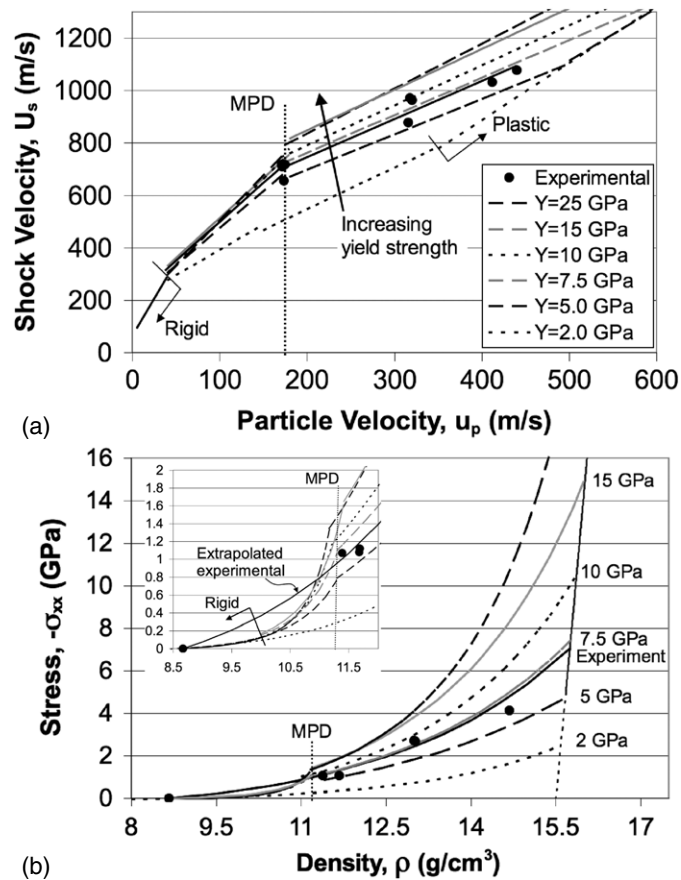 1200
1000
800
600
400
200
0
Shock Velocity, Uₛ (m/s)
MPD
Increasing
yield strength
Plastic
Rigid
Experimental
Y=25 GPa
Y=15 GPa
Y=10 GPa
Y=7.5 GPa
Y=5.0 GPa
Y=2.0 GPa
0 100 200 300 400 500 600
Particle Velocity, uₚ (m/s)
(a)
16
14
12
10
8
6
4
2
0
Stress, -σₓₓ (GPa)
2
1.8
1.6
1.4
1.2
1
0.8
0.6
0.4
0.2
0
MPD
Extrapolated
experimental
Rigid
8.5 9.5 10.5 11.5
15 GPa
10 GPa
7.5 GPa
Experiment
5 GPa
2 GPa
MPD
8 9.5 11 12.5 14 15.5 17
Density, ρ (g/cm³)
(b)